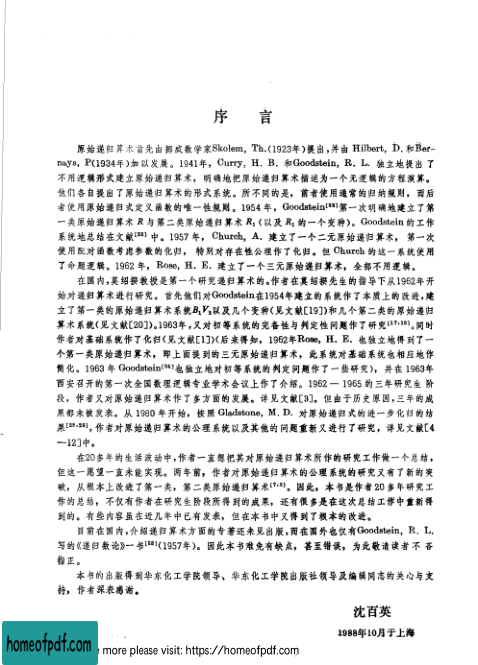 序 言
原始递归算术首先由挪威数学家Skolem, Th.(1923年)提出,并由 Hilbert, D. 和Ber-
nays, P(1934年)加以发展。1941年, Curry, H. B. 和Goodstein, R. L. 独立地提出了
不用逻辑形式建立原始递归算术, 明确地把原始递归算术描述为一个无逻辑的方程演算。
他们各自提出了原始递归算术的形式系统。所不同的是, 前者使用通常的归纳规则, 而后
者使用原始递归式定义函数的唯一性规则。1954年, Goodstein第一次明确地建立了第
一类原始递归算术 R 与第二类原始递归算术 R₁ (以及 R₁ 的一个变种)。Goodstein 的工作
系统地总结在文献中。1957年, Church, A. 建立了一个二元原始递归算术, 第一次
使用配对函数考虑参数的化归, 特别对存在性公理作了化归。但 Church 的这一系统使用
了命题逻辑。1962年, Rose, H. E. 建立了一个三元原始递归算术, 全部不用逻辑。
在国内,莫绍揆教授是第一个研究递归算术的。作者在莫绍揆先生的指导下从1962年开
始对递归算术进行研究。首先他们对Goodstein在1954年建立的系统作了本质上的改进,建
立了第一类的原始递归算术系统以及几个变种(见文献[19])和几个第二类的原始递归
算术系统(见文献[20])。1963年,又对初等系统的完备性与判定性问题作了研究。同时
作者对基础系统作了化归(见文献[1])(后来得知, 1962年Rose, H. E. 也独立地得到了一
个第一类原始递归算术, 即上面提到的三元原始递归算术, 此系统对基础系统也相应地作
简化。1963年 Goodstein也独立地对初等系统的判定问题作了一些研究), 并在1963年
西安召开的第一次全国数理逻辑专业学术会议上作了介绍。1962—1965的三年研究生阶
段, 作者又对原始递归算术作了多方面的发展。详见文献[3]。但由于历史原因,三年的成
果都未被发表。从1980年开始, 按照 Gladstone, M. D. 对原始递归式的进一步化归的结
果,作者对原始递归算术的公理系统以及其他的问题重新又进行了研究, 详见文献[4
—12]中。
在20多年的生活波动中,作者一直想把其对原始递归算术所作的研究工作做一个总结,
但这一愿望一直未能实现。两年前, 作者对原始递归算术的公理系统的研究又有了新的突
破, 从根本上改进了第一类, 第二类原始递归算术。因此, 本书是作者20多年研究工
作的总结, 不仅有作者在研究生阶段所得到的成果, 还有很多是在这次总结工作中重新得
到的。有些内容虽在近几年中已有发表, 但在本书中又得到了根本的改进。
目前在国内,介绍递归算术方面的专著还未见出版,而在国外也仅有Goodstein, R. L.
写的《递归数论》一书(1957年)。因此本书难免有缺点, 甚至错误, 为此敬请读者不吝
指正。
本书的出版得到华东化工学院领导、华东化工学院出版社领导及编辑同志的关心与支
持, 作者深表感谢。
沈百英
1988年10月于上海
homeofpdf.com
e more please visit: https://homeofpdf.com